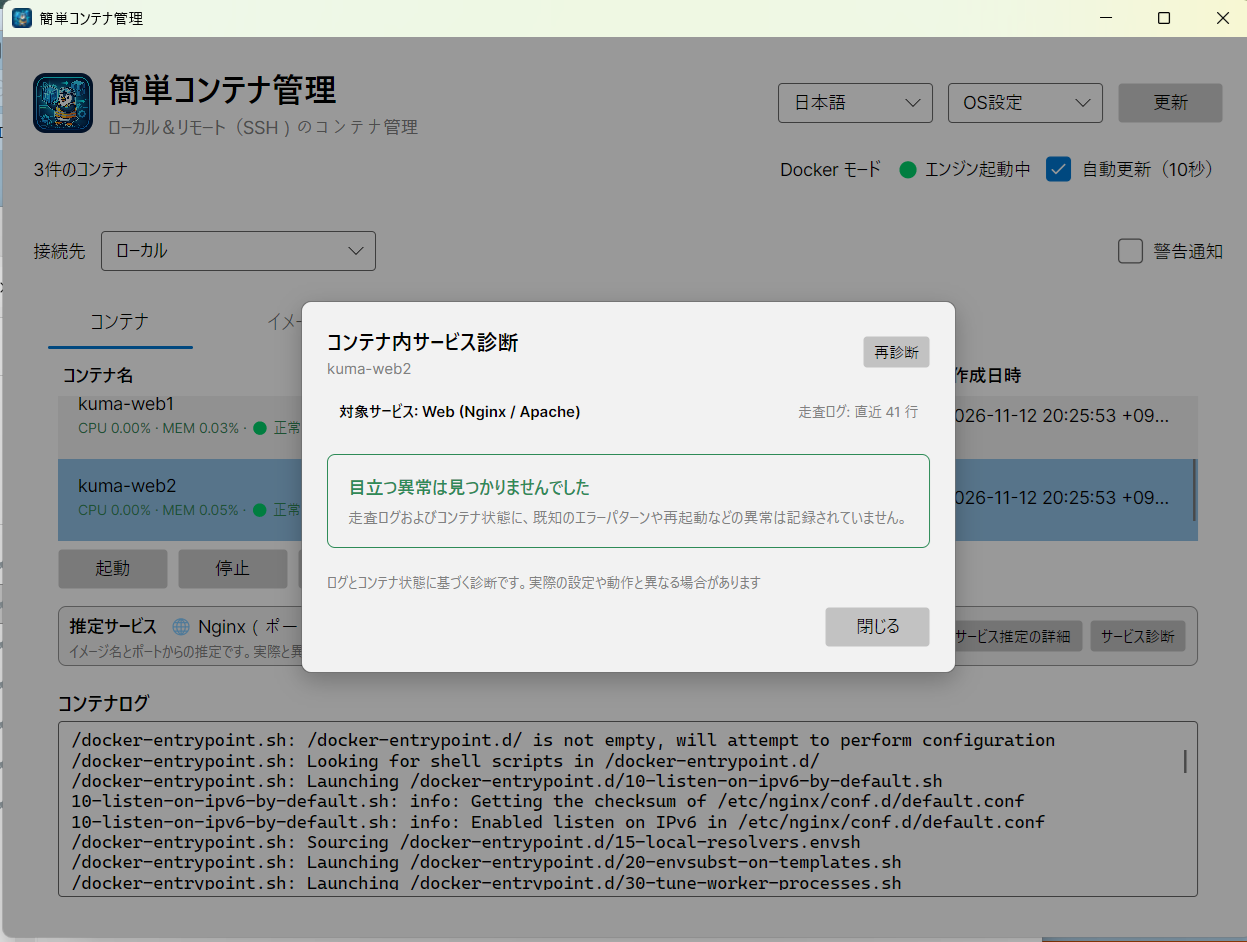 簡単コンテナ管理
簡単コンテナ管理
ローカル＆リモート（SSH）のコンテナ管理
日本語
OS設定
更新
3件のコンテナ
Docker モード
エンジン起動中
自動更新（10秒）
接続先
ローカル
警告通知
コンテナ
イメー
コンテナ名
作成日時
kuma-web1
CPU 0.00% · MEM 0.03% · 正常
026-11-12 20:25:53 +09...
kuma-web2
CPU 0.00% · MEM 0.05% · 正常
026-11-12 20:25:53 +09...
起動
停止
推定サービス
Nginx（ポー
イメージ名とポートからの推定です。実際と異
サービス推定の詳細
サービス診断
コンテナ内サービス診断
kuma-web2
再診断
対象サービス: Web (Nginx / Apache)
走査ログ: 直近 41 行
目立つ異常は見つかりませんでした
走査ログおよびコンテナ状態に、既知のエラーパターンや再起動などの異常は記録されていません。
ログとコンテナ状態に基づく診断です。実際の設定や動作と異なる場合があります
閉じる
コンテナログ
/docker-entrypoint.sh: /docker-entrypoint.d/ is not empty, will attempt to perform configuration
/docker-entrypoint.sh: Looking for shell scripts in /docker-entrypoint.d/
/docker-entrypoint.sh: Launching /docker-entrypoint.d/10-listen-on-ipv6-by-default.sh
10-listen-on-ipv6-by-default.sh: info: Getting the checksum of /etc/nginx/conf.d/default.conf
10-listen-on-ipv6-by-default.sh: info: Enabled listen on IPv6 in /etc/nginx/conf.d/default.conf
/docker-entrypoint.sh: Sourcing /docker-entrypoint.d/15-local-resolvers.envsh
/docker-entrypoint.sh: Launching /docker-entrypoint.d/20-envsubst-on-templates.sh
/docker-entrypoint.sh: Launching /docker-entrypoint.d/30-tune-worker-processes.sh